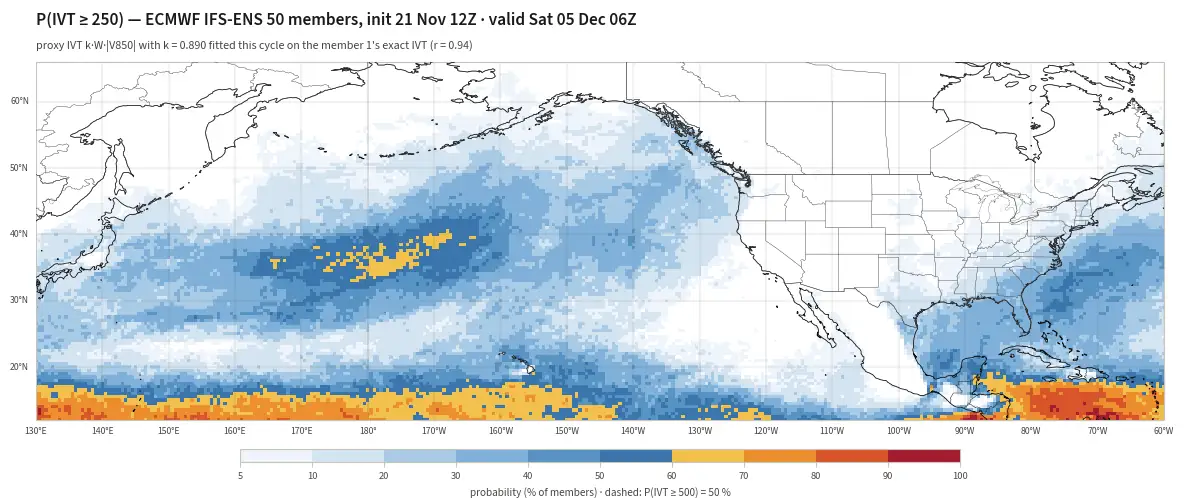 P(IVT ≥ 250) — ECMWF IFS-ENS 50 members, init 21 Nov 12Z · valid Sat 05 Dec 06Z
proxy IVT k·W·|V850| with k = 0.890 fitted this cycle on the member 1's exact IVT (r = 0.94)
60°N
50°N
40°N
30°N
20°N
130°E 140°E 150°E 160°E 170°E 180° 170°W 160°W 150°W 140°W 130°W 120°W 110°W 100°W 90°W 80°W 70°W 60°W
5 10 20 30 40 50 60 70 80 90 100
probability (% of members) · dashed: P(IVT ≥ 500) = 50 %